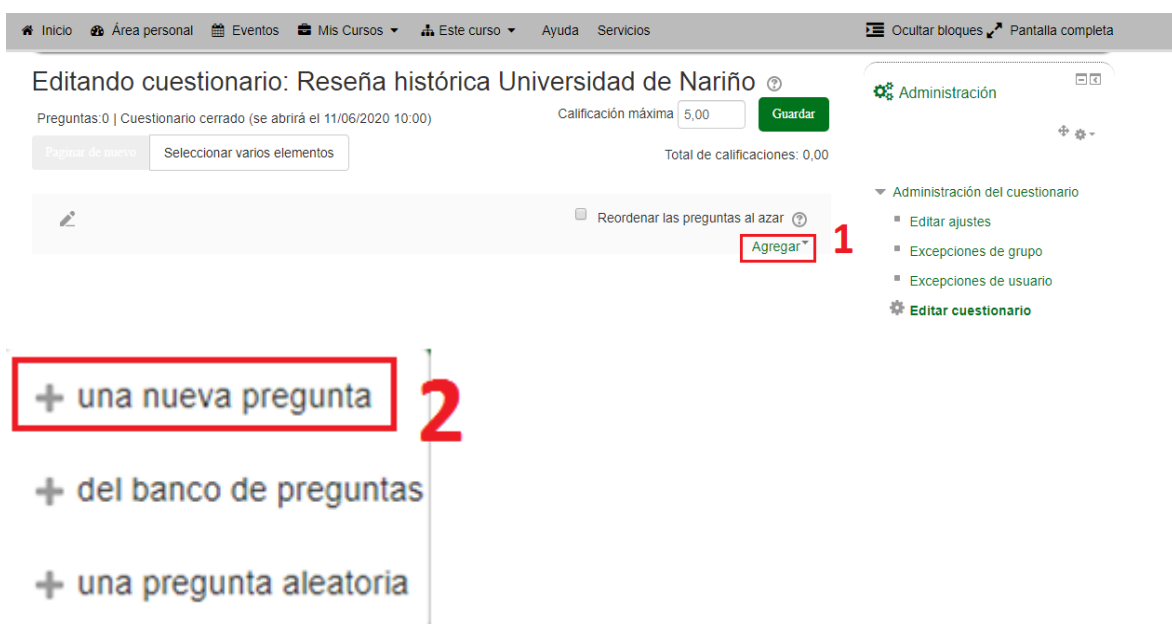 Inicio Área personal Eventos Mis Cursos Este curso Ayuda Servicios Ocultar bloques Pantalla completa
Editando cuestionario: Reseña histórica Universidad de Nariño
Preguntas:0 | Cuestionario cerrado (se abrirá el 11/06/2020 10:00)
Calificación máxima 5,00 Guardar
Paginar de nuevo Seleccionar varios elementos
Total de calificaciones: 0,00
Reordenar las preguntas al azar
Agregar 1
Administración
Administración del cuestionario
Editar ajustes
Excepciones de grupo
Excepciones de usuario
Editar cuestionario
+ una nueva pregunta 2
+ del banco de preguntas
+ una pregunta aleatoria